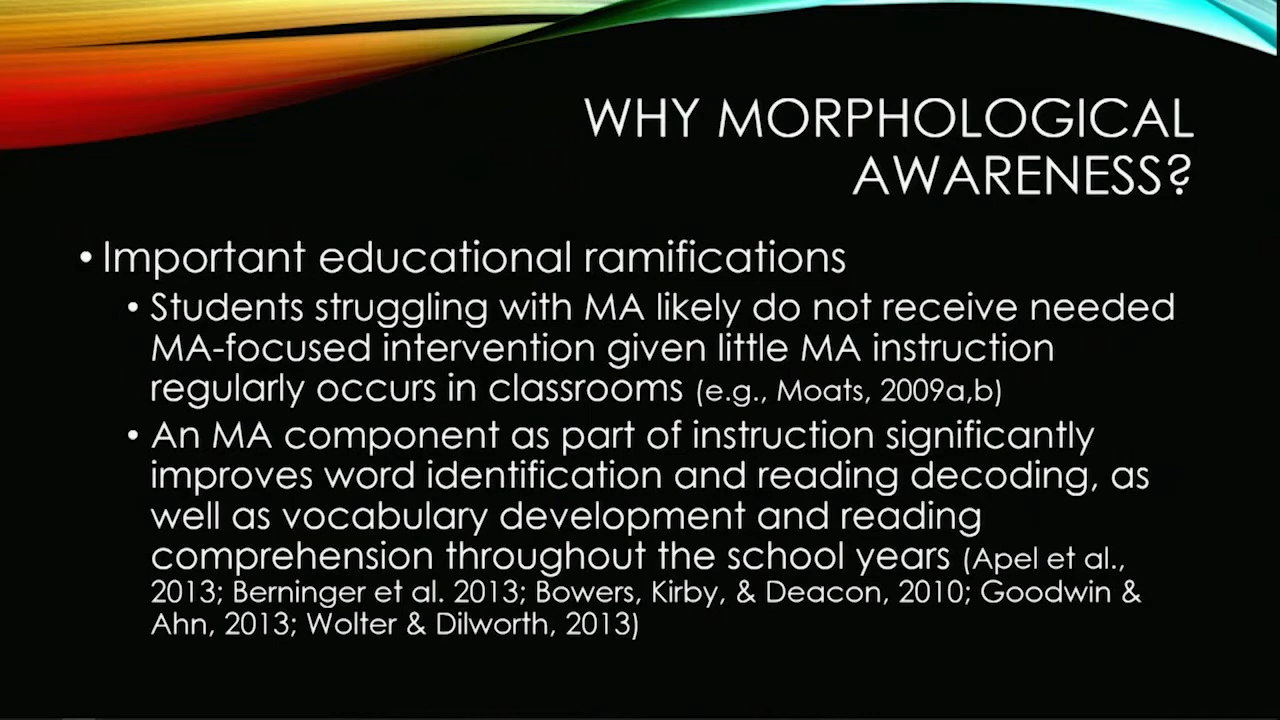 WHY MORPHOLOGICAL
AWARENESS?
• Important educational ramifications
• Students struggling with MA likely do not receive needed
MA-focused intervention given little MA instruction
regularly occurs in classrooms (e.g., Moats, 2009a,b)
• An MA component as part of instruction significantly
improves word identification and reading decoding, as
well as vocabulary development and reading
comprehension throughout the school years (Apel et al.,
2013; Berninger et al. 2013; Bowers, Kirby, & Deacon, 2010; Goodwin &
Ahn, 2013; Wolter & Dilworth, 2013)